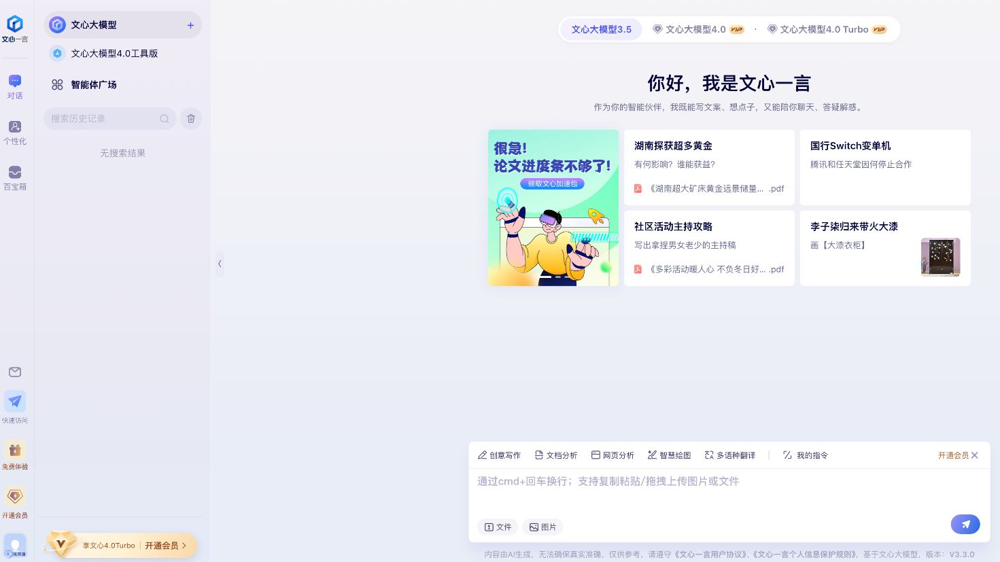 文心一言
对话
个性化
百宝箱
快速访问
免费体验
开通会员
未开通
文心大模型
文心大模型4.0工具版
智能体广场
搜索历史记录
无搜索结果
享文心4.0Turbo
开通会员
文心大模型3.5
文心大模型4.0 VIP
·
文心大模型4.0 Turbo VIP
你好，我是文心一言
作为你的智能伙伴，我既能写文案、想点子，又能陪你聊天、答疑解惑。
很急！
论文进度条不够了！
领取文心加速包
湖南探获超多黄金
有何影响？谁能获益？
《湖南超大矿床黄金远景储量... .pdf
国行Switch变单机
腾讯和任天堂因何停止合作
社区活动主持攻略
写出拿捏男女老少的主持稿
《多彩活动暖人心 不负冬日好... .pdf
李子柒归来带火大漆
画【大漆衣柜】
创意写作 文档分析 网页分析 智慧绘图 多语种翻译 我的指令 开通会员
通过cmd+回车换行；支持复制粘贴/拖拽上传图片或文件
文件 图片
内容由AI生成，无法确保真实准确，仅供参考，请遵守《文心一言用户协议》、《文心一言个人信息保护规则》，基于文心大模型，版本：V3.3.0